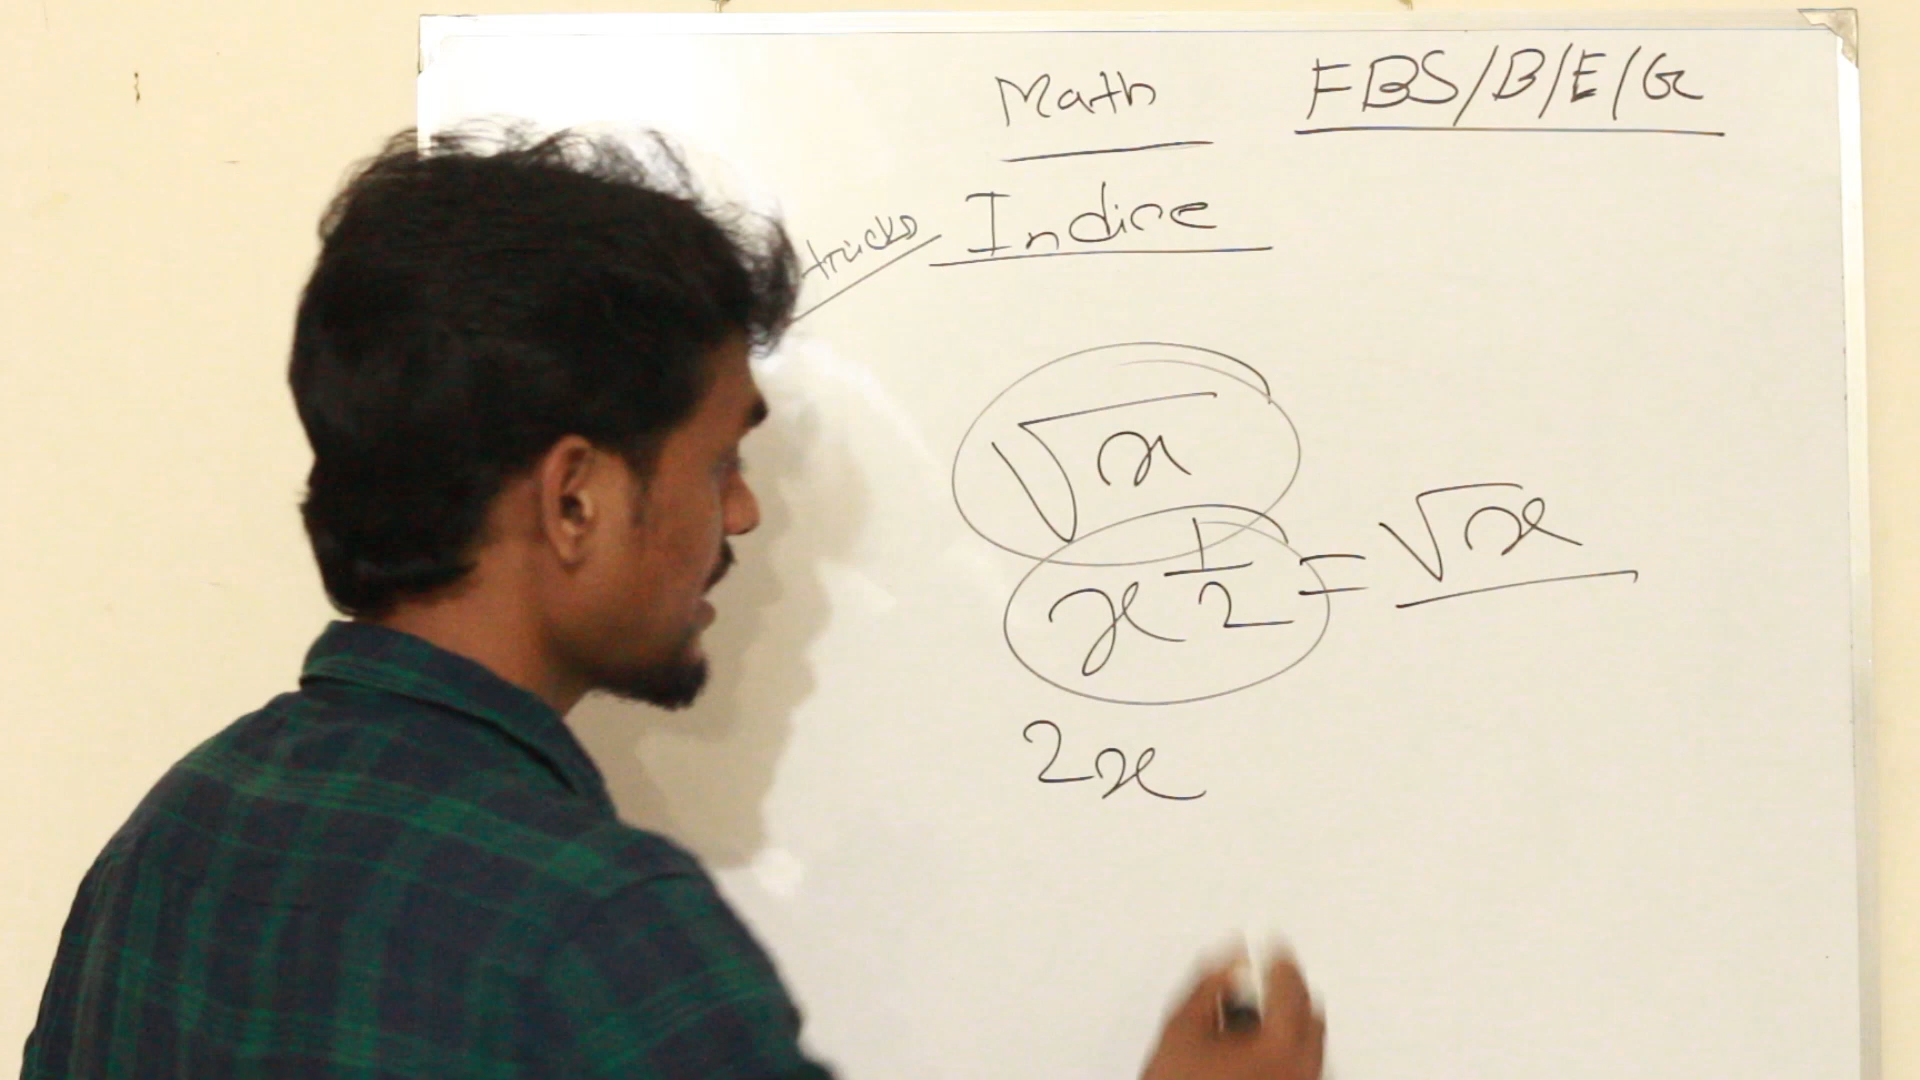 Math FBS/B/E/G
tricks Indice
√x
x^1/2 = √x
2x